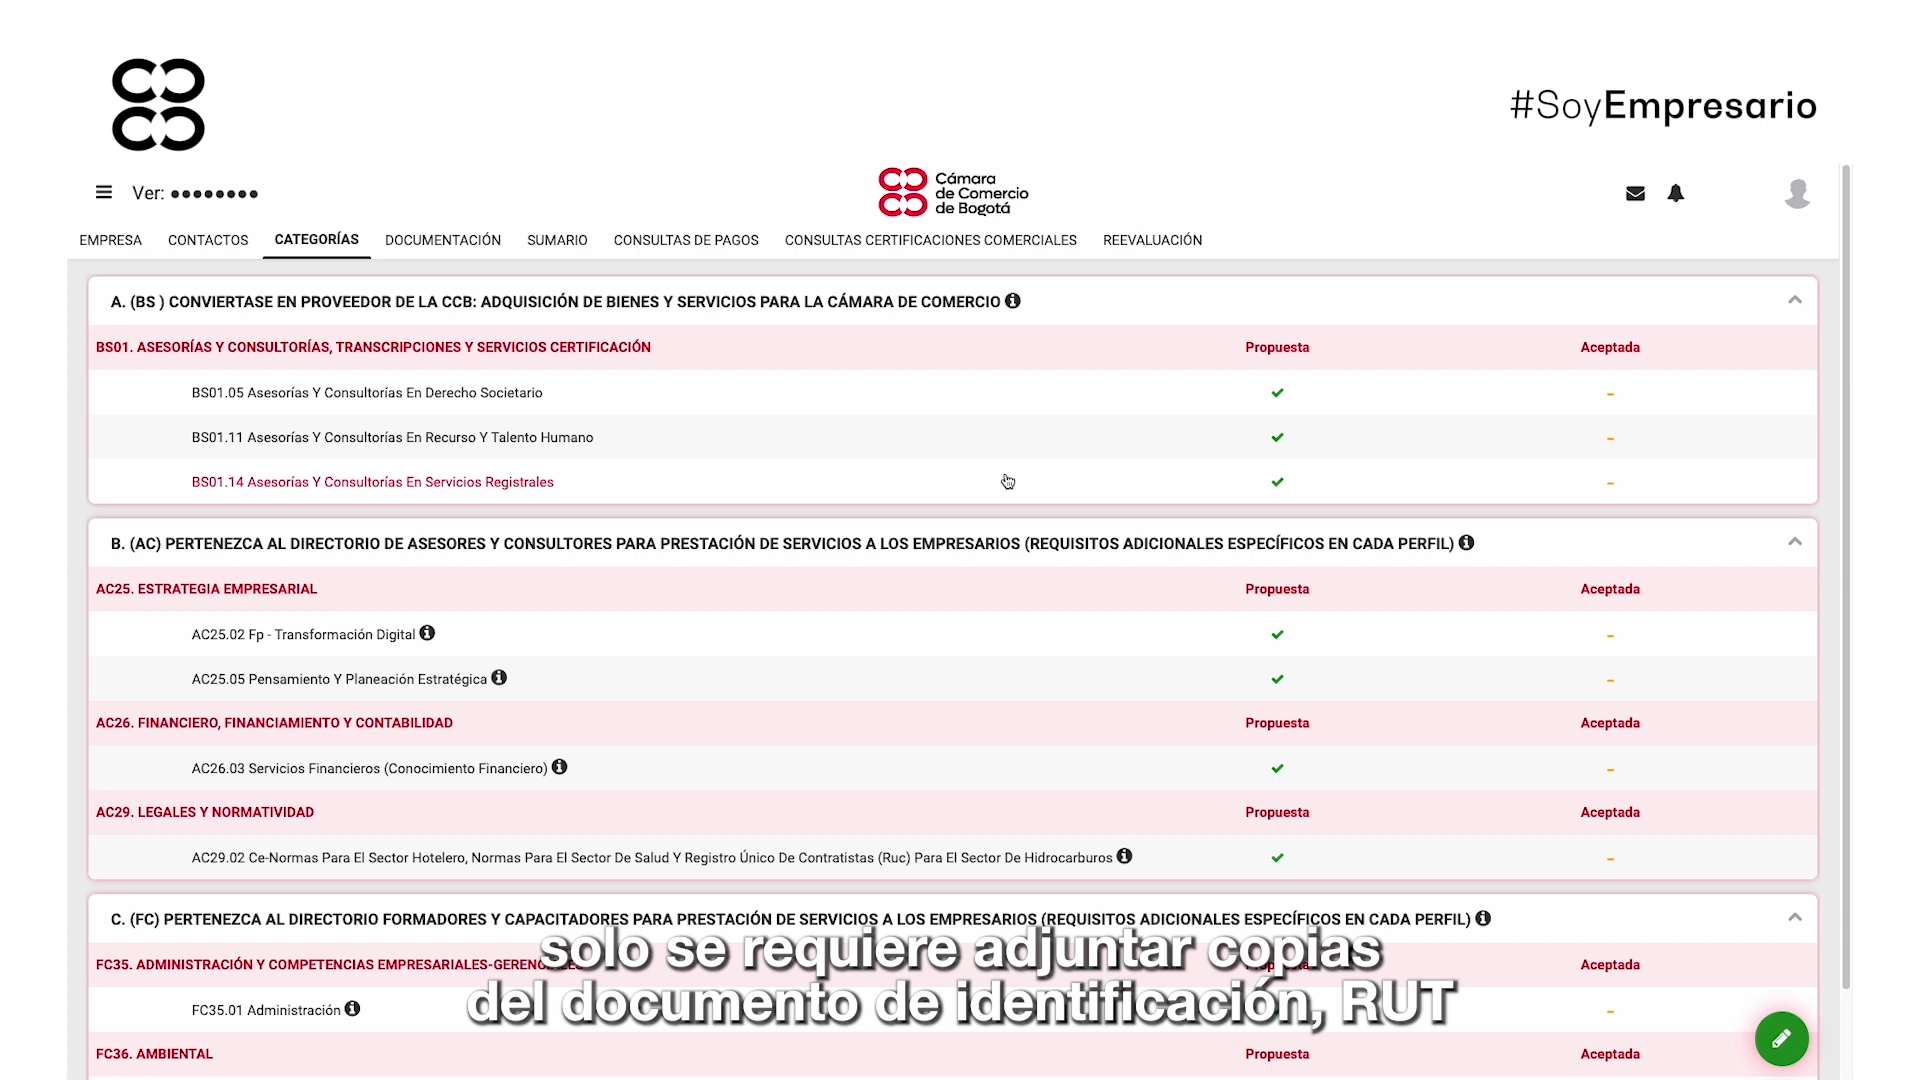 #SoyEmpresario
Ver: ●●●●●●●●
Cámara
de Comercio
de Bogotá
EMPRESA CONTACTOS CATEGORÍAS DOCUMENTACIÓN SUMARIO CONSULTAS DE PAGOS CONSULTAS CERTIFICACIONES COMERCIALES REEVALUACIÓN
A. (BS ) CONVIERTASE EN PROVEEDOR DE LA CCB: ADQUISICIÓN DE BIENES Y SERVICIOS PARA LA CÁMARA DE COMERCIO
BS01. ASESORÍAS Y CONSULTORÍAS, TRANSCRIPCIONES Y SERVICIOS CERTIFICACIÓN Propuesta Aceptada
BS01.05 Asesorías Y Consultorías En Derecho Societario
BS01.11 Asesorías Y Consultorías En Recurso Y Talento Humano
BS01.14 Asesorías Y Consultorías En Servicios Registrales
B. (AC) PERTENEZCA AL DIRECTORIO DE ASESORES Y CONSULTORES PARA PRESTACIÓN DE SERVICIOS A LOS EMPRESARIOS (REQUISITOS ADICIONALES ESPECÍFICOS EN CADA PERFIL)
AC25. ESTRATEGIA EMPRESARIAL Propuesta Aceptada
AC25.02 Fp - Transformación Digital
AC25.05 Pensamiento Y Planeación Estratégica
AC26. FINANCIERO, FINANCIAMIENTO Y CONTABILIDAD Propuesta Aceptada
AC26.03 Servicios Financieros (Conocimiento Financiero)
AC29. LEGALES Y NORMATIVIDAD Propuesta Aceptada
AC29.02 Ce-Normas Para El Sector Hotelero, Normas Para El Sector De Salud Y Registro Único De Contratistas (Ruc) Para El Sector De Hidrocarburos
C. (FC) PERTENEZCA AL DIRECTORIO FORMADORES Y CAPACITADORES PARA PRESTACIÓN DE SERVICIOS A LOS EMPRESARIOS (REQUISITOS ADICIONALES ESPECÍFICOS EN CADA PERFIL)
solo se requiere adjuntar copias
FC35. ADMINISTRACIÓN Y COMPETENCIAS Aceptada
del documento de identificación, RUT
FC35.01 Administración
FC36. AMBIENTAL Propuesta Aceptada